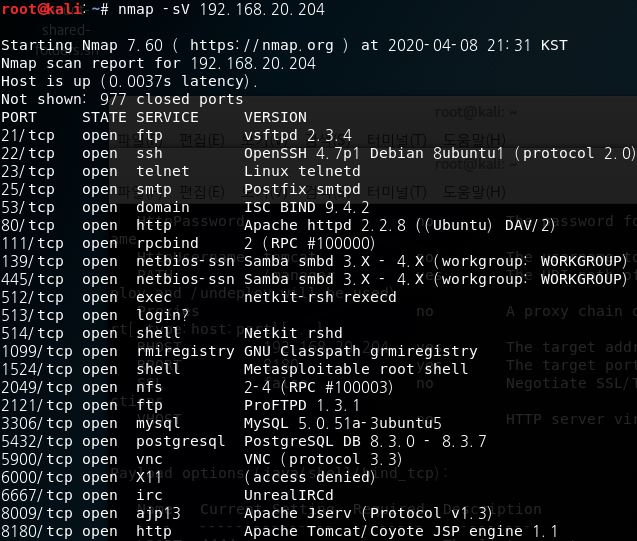 root@kali:~# nmap -sV 192.168.20.204
Starting Nmap 7.60 ( https://nmap.org ) at 2020-04-08 21:31 KST
Nmap scan report for 192.168.20.204
Host is up (0.0037s latency).
Not shown: 977 closed ports
PORT STATE SERVICE VERSION
21/tcp open ftp vsftpd 2.3.4
22/tcp open ssh OpenSSH 4.7p1 Debian 8ubuntu1 (protocol 2.0)
23/tcp open telnet Linux telnetd
25/tcp open smtp Postfix smtpd
53/tcp open domain ISC BIND 9.4.2
80/tcp open http Apache httpd 2.2.8 ((Ubuntu) DAV/2)
111/tcp open rpcbind 2 (RPC #100000)
139/tcp open netbios-ssn Samba smbd 3.X - 4.X (workgroup: WORKGROUP)
445/tcp open netbios-ssn Samba smbd 3.X - 4.X (workgroup: WORKGROUP)
512/tcp open exec netkit-rsh rexecd
513/tcp open login?
514/tcp open shell Netkit rshd
1099/tcp open rmiregistry GNU Classpath grmiregistry
1524/tcp open shell Metasploitable root shell
2049/tcp open nfs 2-4 (RPC #100003)
2121/tcp open ftp ProFTPD 1.3.1
3306/tcp open mysql MySQL 5.0.51a-3ubuntu5
5432/tcp open postgresql PostgreSQL DB 8.3.0 - 8.3.7
5900/tcp open vnc VNC (protocol 3.3)
6000/tcp open X11 (access denied)
6667/tcp open irc UnrealIRCd
8009/tcp open ajp13 Apache Jserv (Protocol v1.3)
8180/tcp open http Apache Tomcat/Coyote JSP engine 1.1